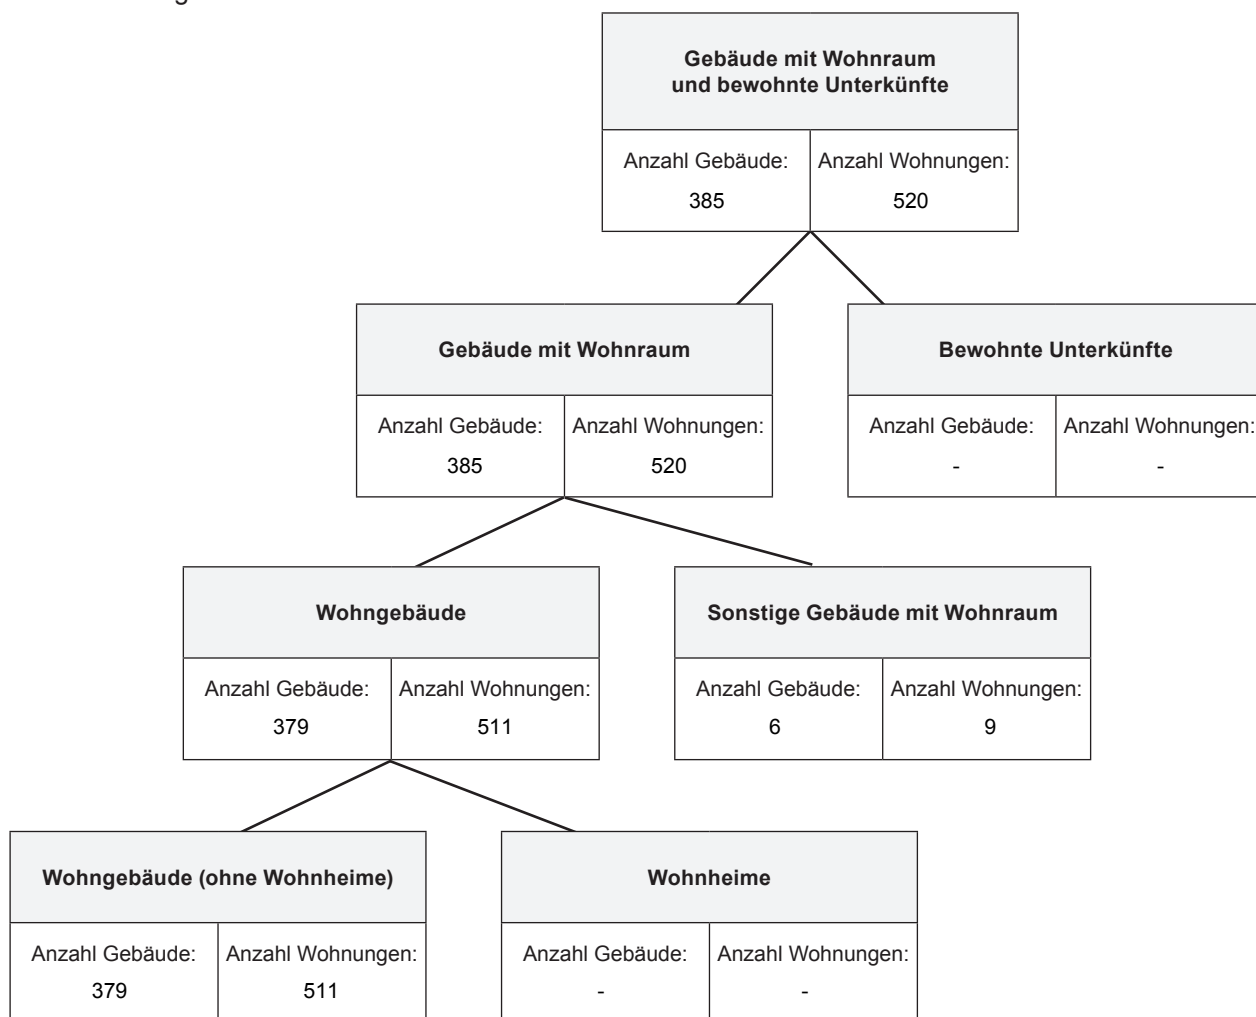 Gebäude mit Wohnraum
und bewohnte Unterkünfte
Anzahl Gebäude:
385
Anzahl Wohnungen:
520
Gebäude mit Wohnraum
Anzahl Gebäude:
385
Anzahl Wohnungen:
520
Bewohnte Unterkünfte
Anzahl Gebäude:
-
Anzahl Wohnungen:
-
Wohngebäude
Anzahl Gebäude:
379
Anzahl Wohnungen:
511
Sonstige Gebäude mit Wohnraum
Anzahl Gebäude:
6
Anzahl Wohnungen:
9
Wohngebäude (ohne Wohnheime)
Anzahl Gebäude:
379
Anzahl Wohnungen:
511
Wohnheime
Anzahl Gebäude:
-
Anzahl Wohnungen:
-